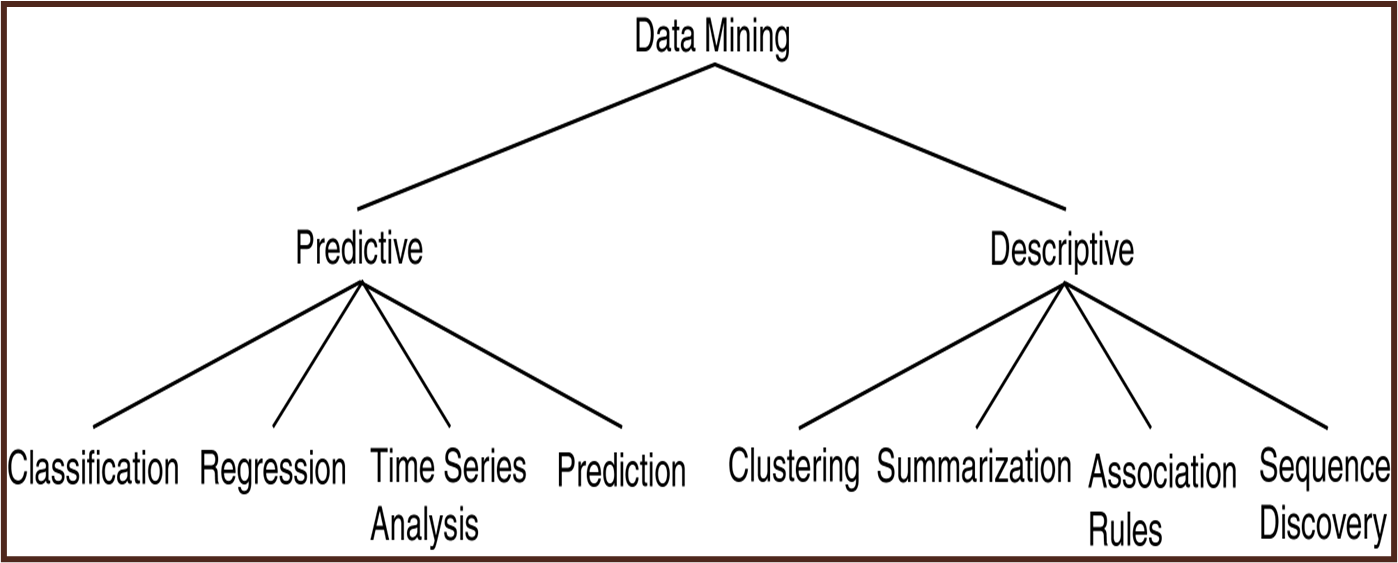 Data Mining
Predictive
Descriptive
Classification
Regression
Time Series
Analysis
Prediction
Clustering
Summarization
Association
Rules
Sequence
Discovery